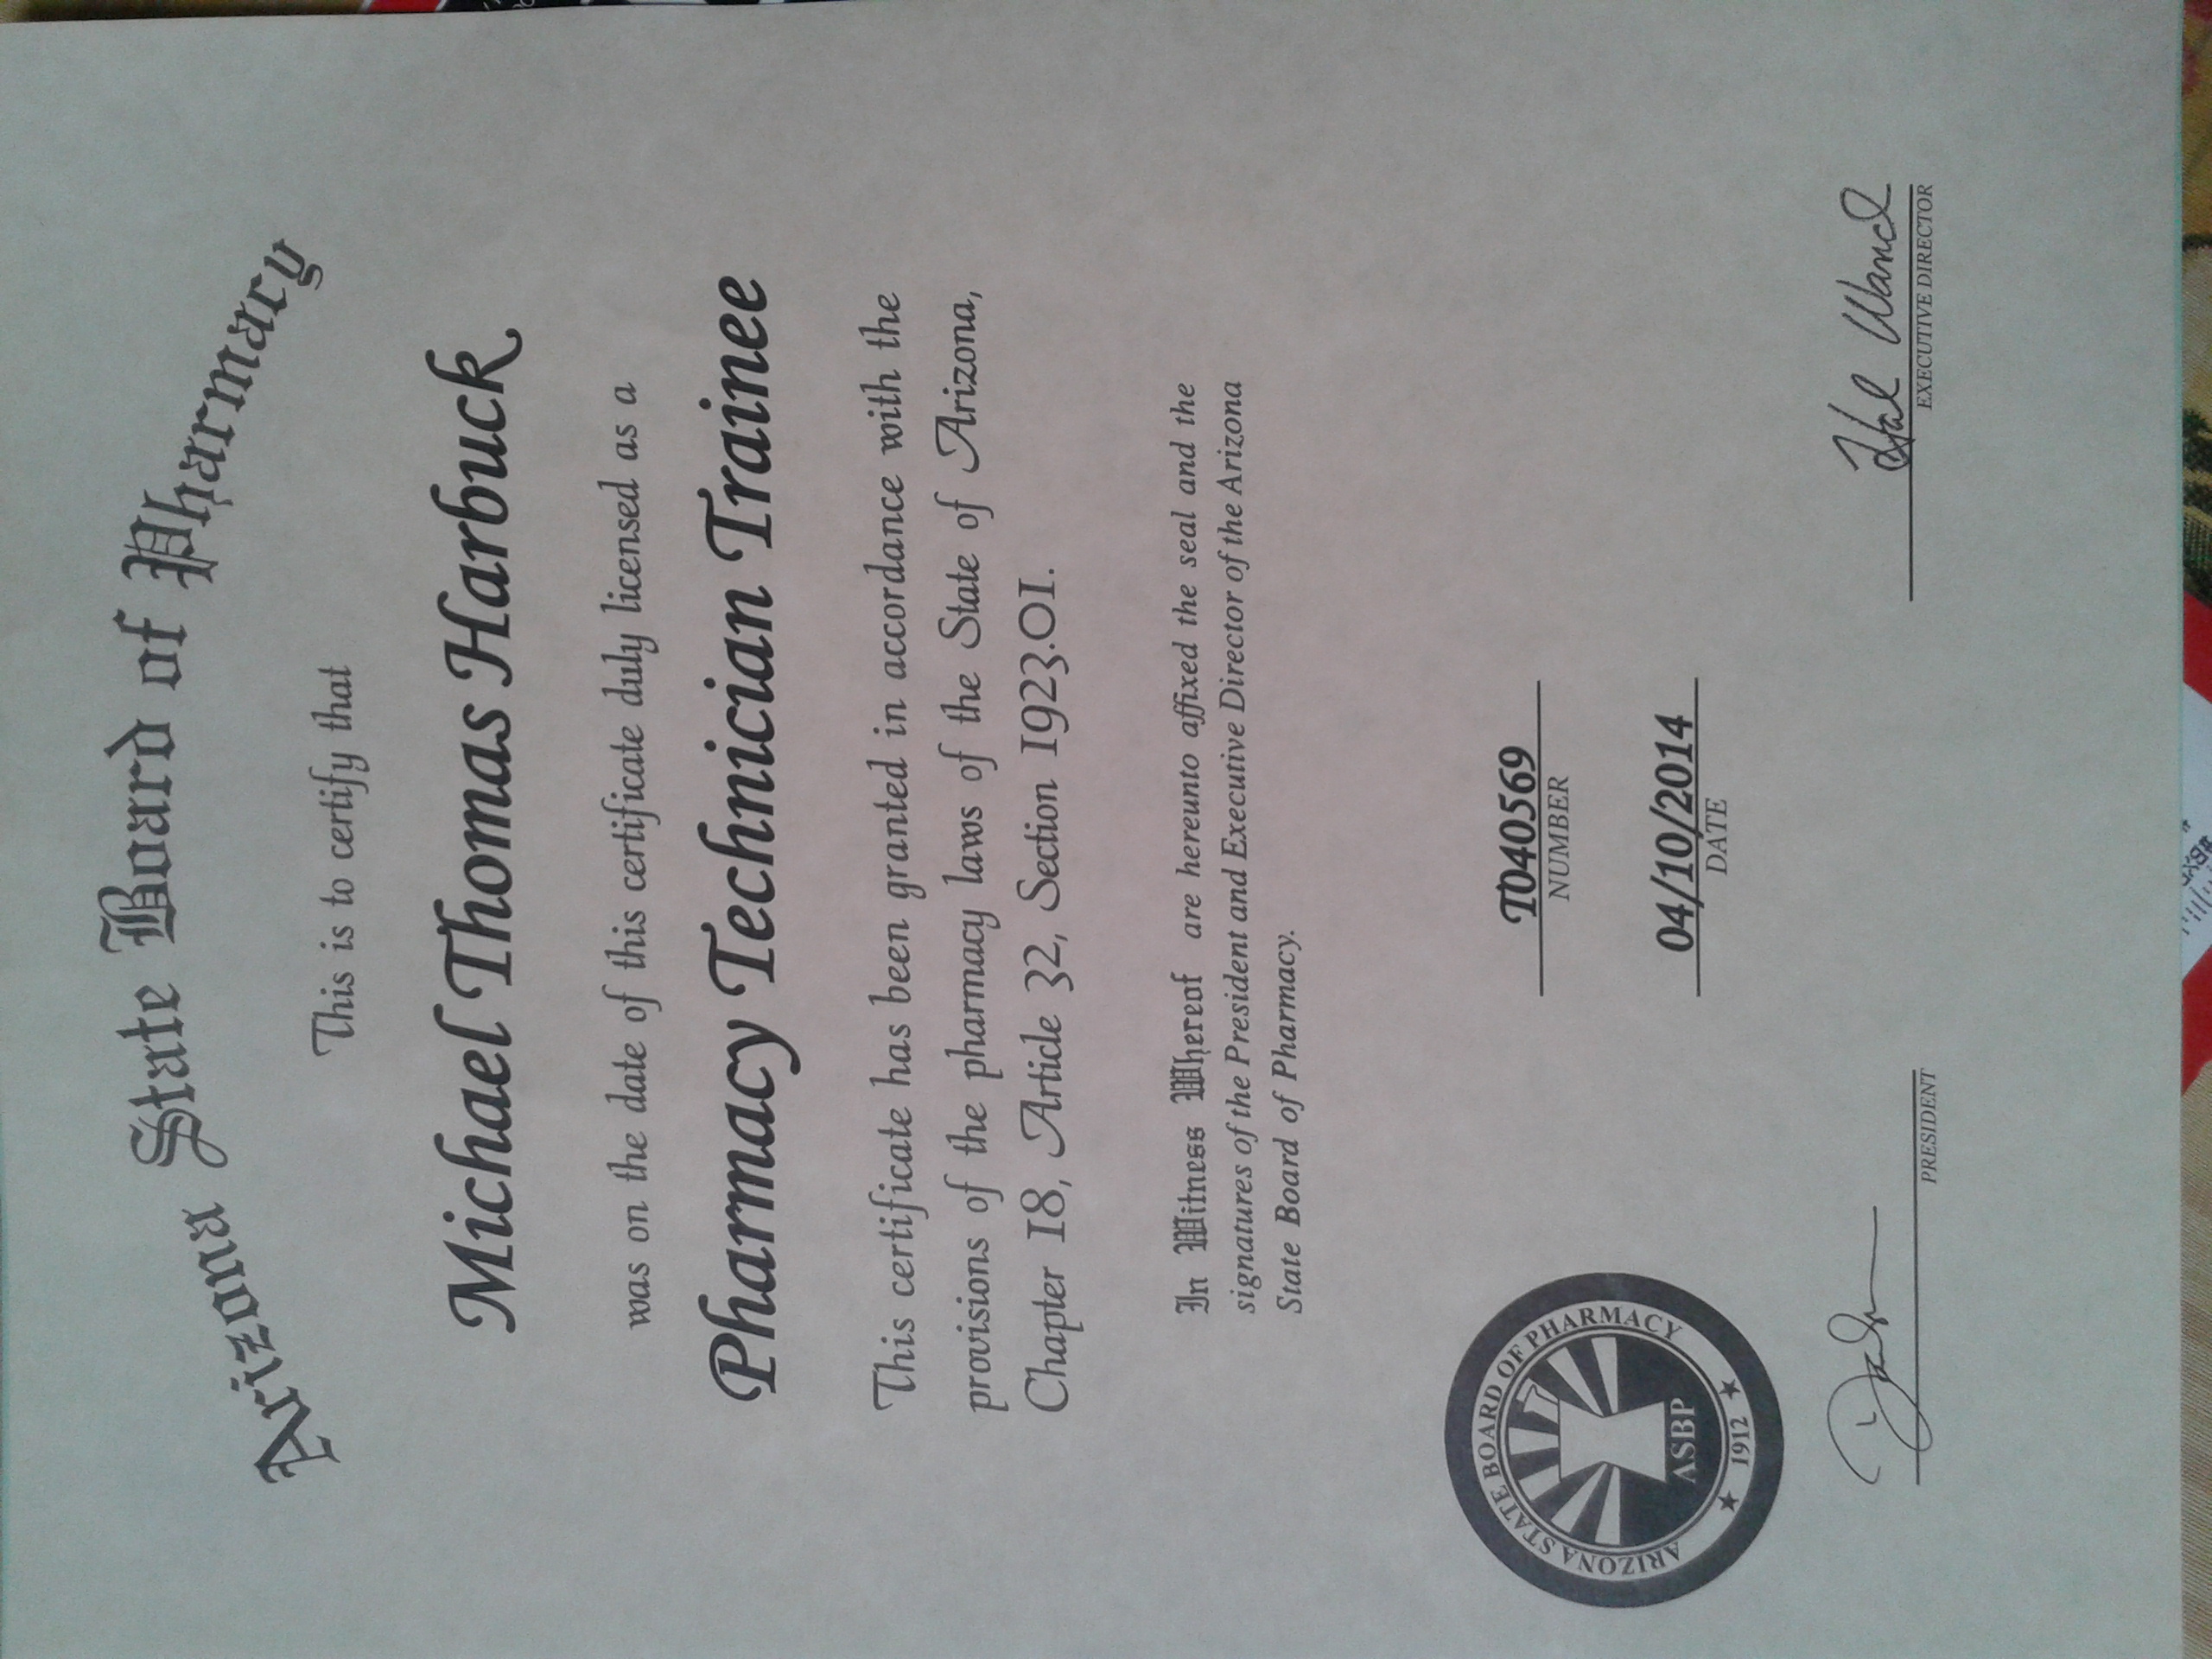 Arizona State Board of Pharmacy
This is to certify that
Michael Thomas Harbuck
was on the date of this certificate duly licensed as a
Pharmacy Technician Trainee
This certificate has been granted in accordance with the
provisions of the pharmacy laws of the State of Arizona,
Chapter 18, Article 32, Section 1923.01.
In Witness Whereof are hereunto affixed the seal and the
signatures of the President and Executive Director of the Arizona
State Board of Pharmacy.
T040569
NUMBER
04/10/2014
DATE
ARIZONA STATE BOARD OF PHARMACY
ASBP
★ 1912 ★
PRESIDENT
Hal Wand
EXECUTIVE DIRECTOR